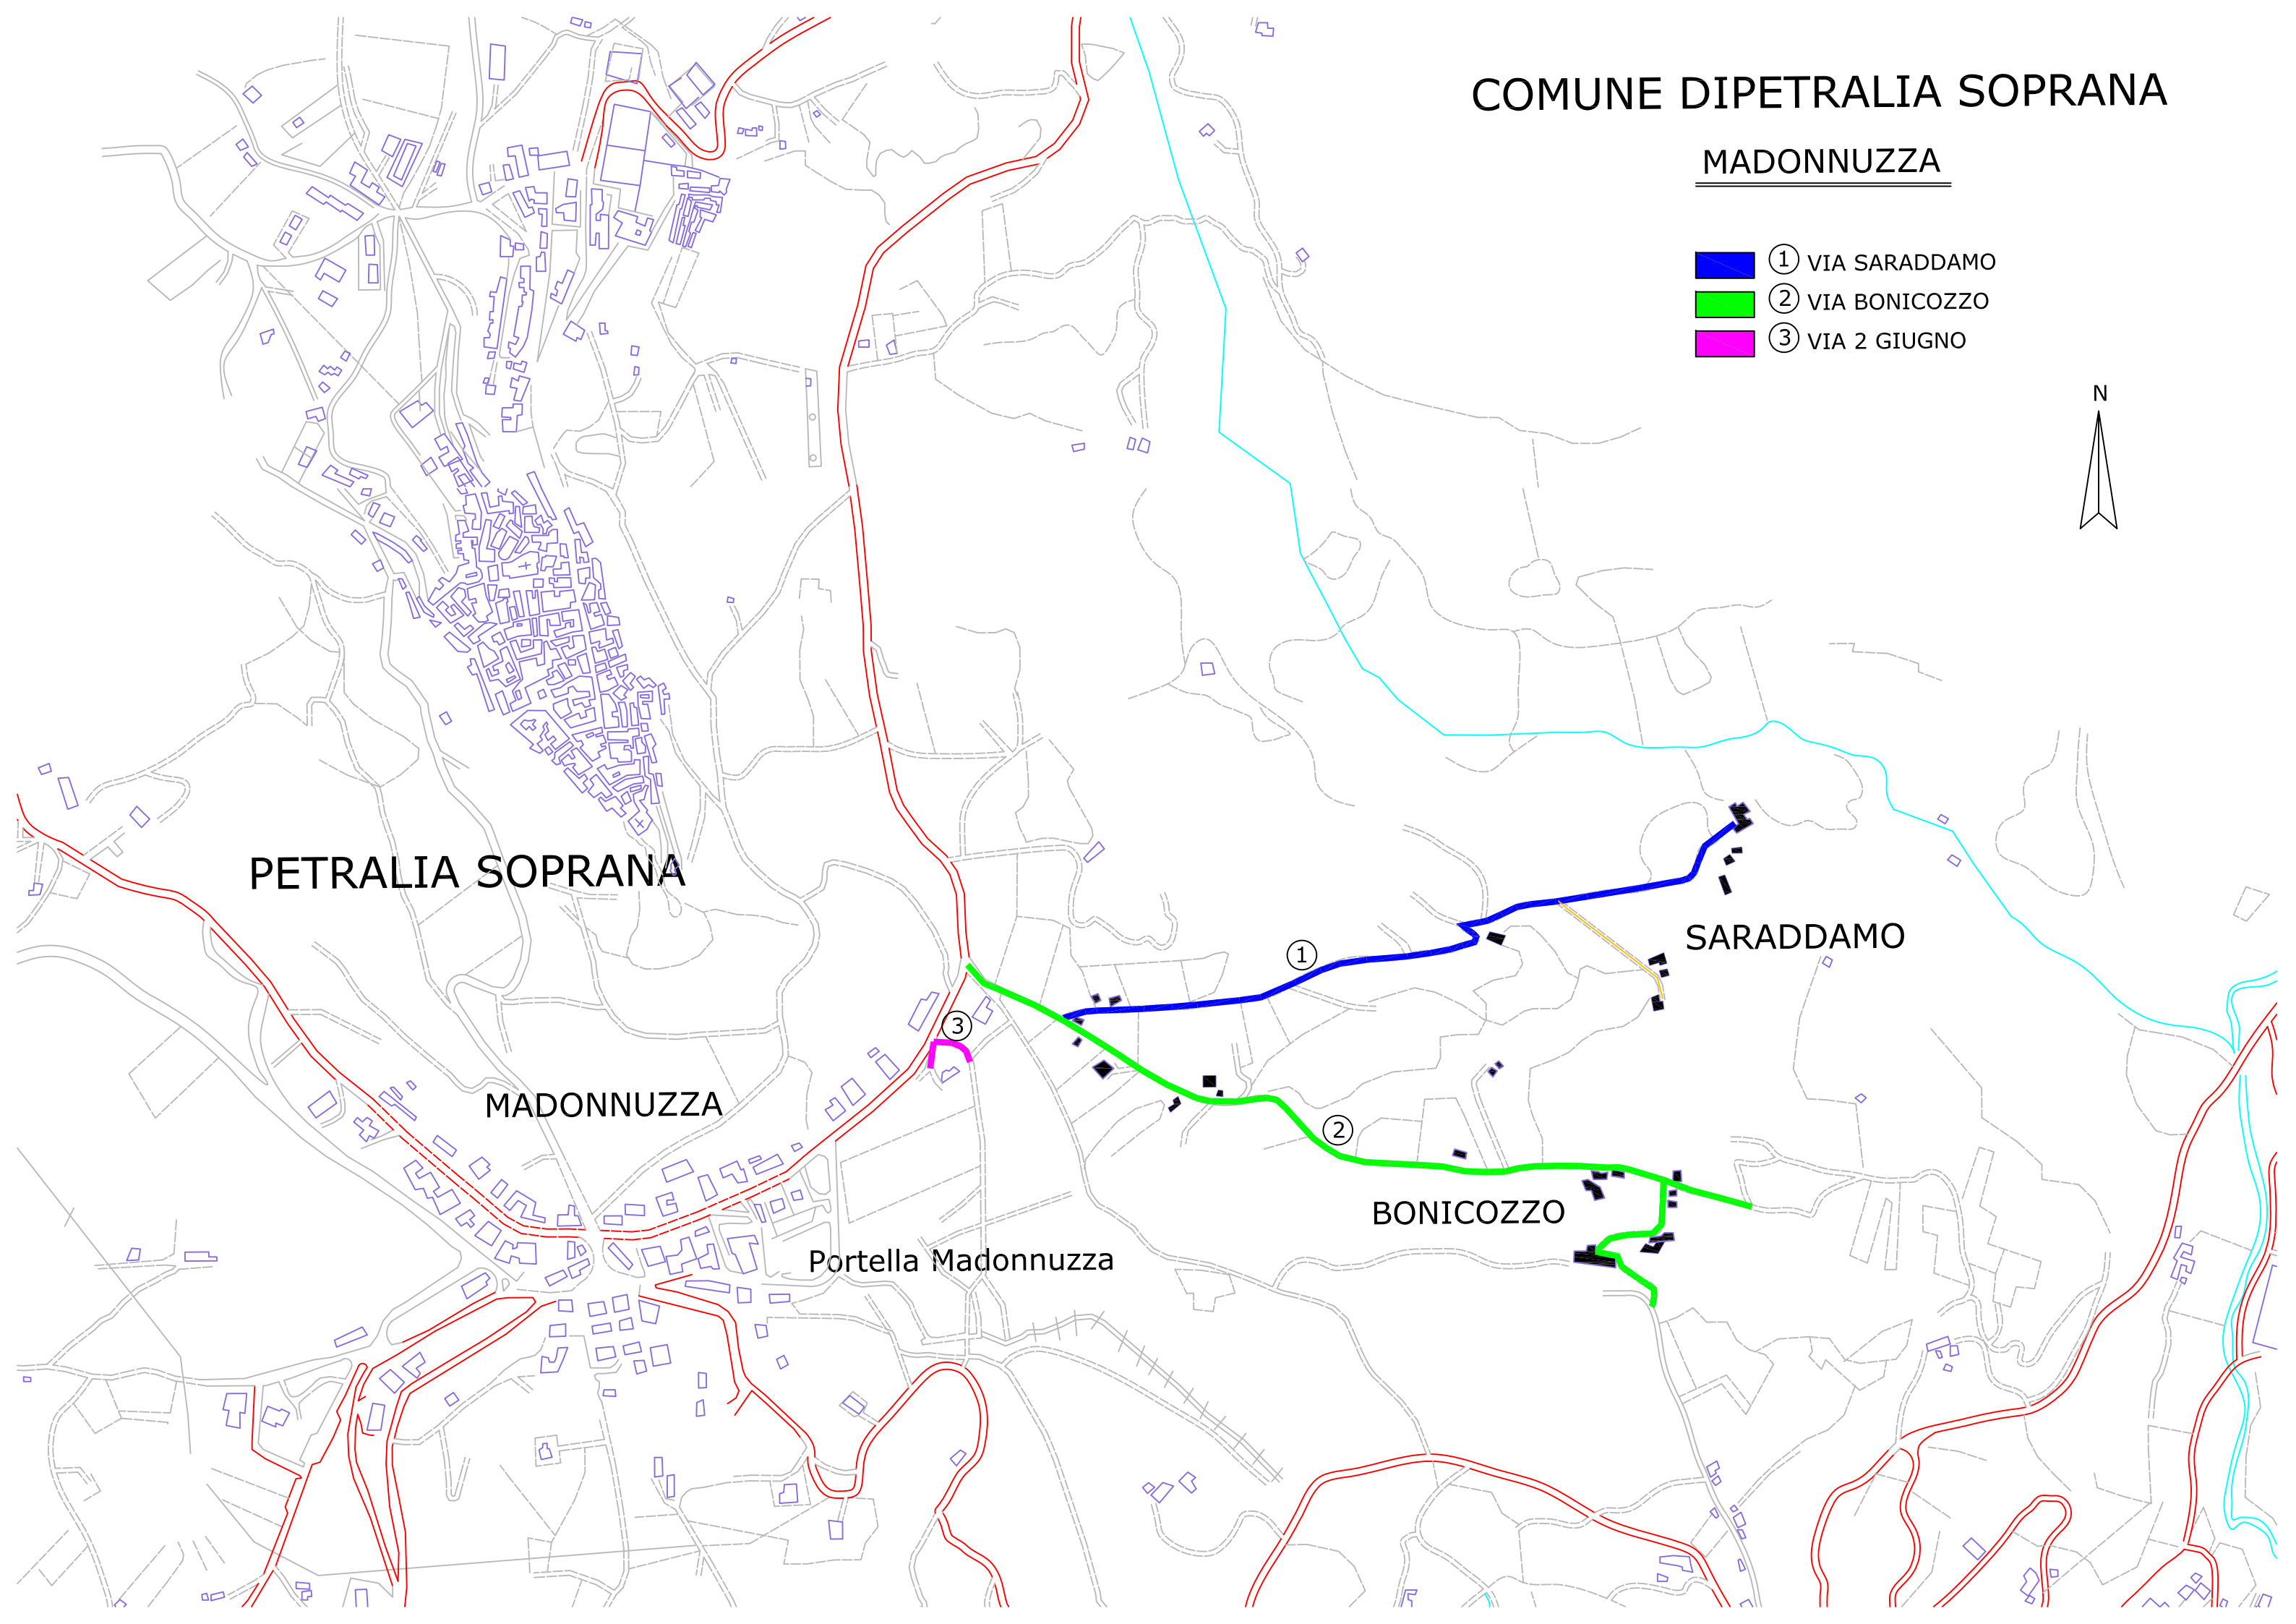 COMUNE DIPETRALIA SOPRANA
MADONNUZZA
1 VIA SARADDAMO
2 VIA BONICOZZO
3 VIA 2 GIUGNO
N
PETRALIA SOPRANA
SARADDAMO
1
3
MADONNUZZA
2
BONICOZZO
Portella Madonnuzza